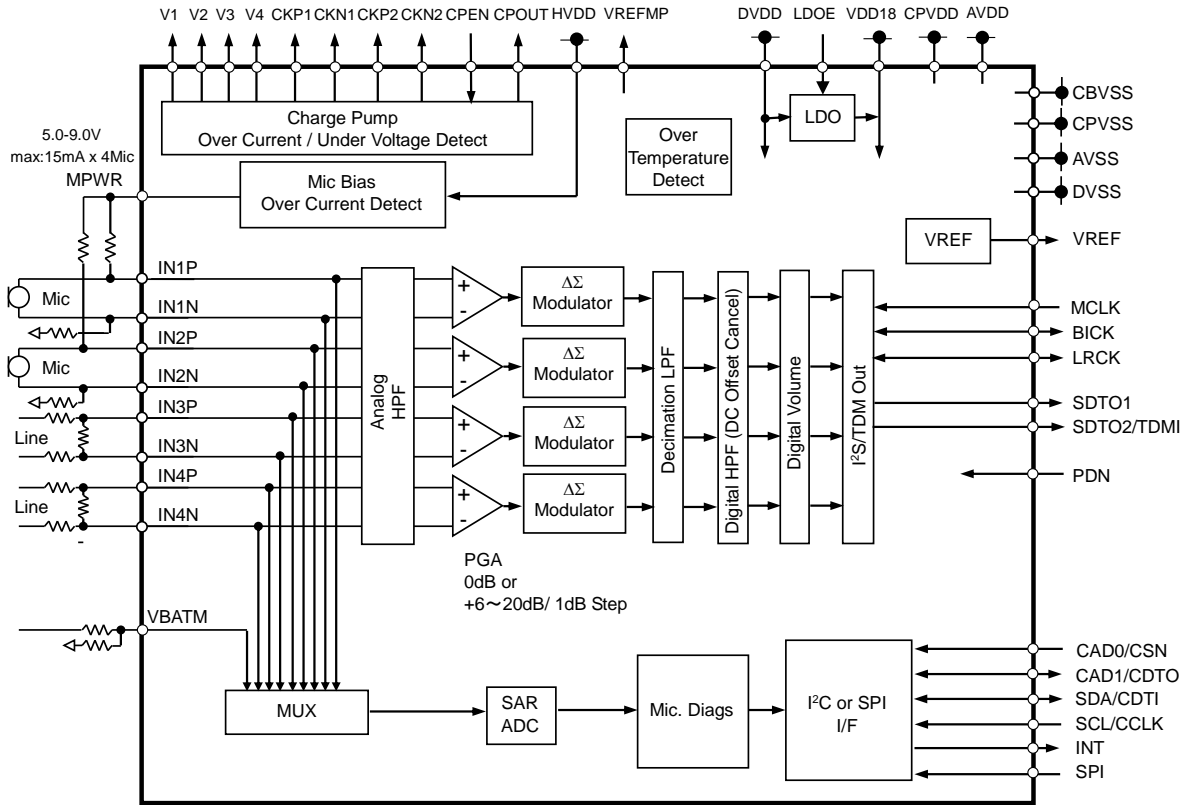 V1 V2 V3 V4 CKP1 CKN1 CKP2 CKN2 CPEN CPOUT HVDD VREFMP DVDD LDOE VDD18 CPVDD AVDD
Charge Pump
Over Current / Under Voltage Detect
Over
Temperature
Detect
LDO
CBVSS
CPVSS
AVSS
DVSS
5.0-9.0V
max:15mA x 4Mic
MPWR
Mic Bias
Over Current Detect
VREF
VREF
IN1P
Mic
IN1N
IN2P
Mic
IN2N
IN3P
Line
IN3N
IN4P
Line
IN4N
-
Analog
HPF
+
-
+
-
+
-
+
-
ΔΣ
Modulator
ΔΣ
Modulator
ΔΣ
Modulator
ΔΣ
Modulator
Decimation LPF
Digital HPF (DC Offset Cancel)
Digital Volume
I²S/TDM Out
MCLK
BICK
LRCK
SDTO1
SDTO2/TDMI
PDN
PGA
0dB or
+6～20dB/ 1dB Step
VBATM
MUX
SAR
ADC
Mic. Diags
I²C or SPI
I/F
CAD0/CSN
CAD1/CDTO
SDA/CDTI
SCL/CCLK
INT
SPI